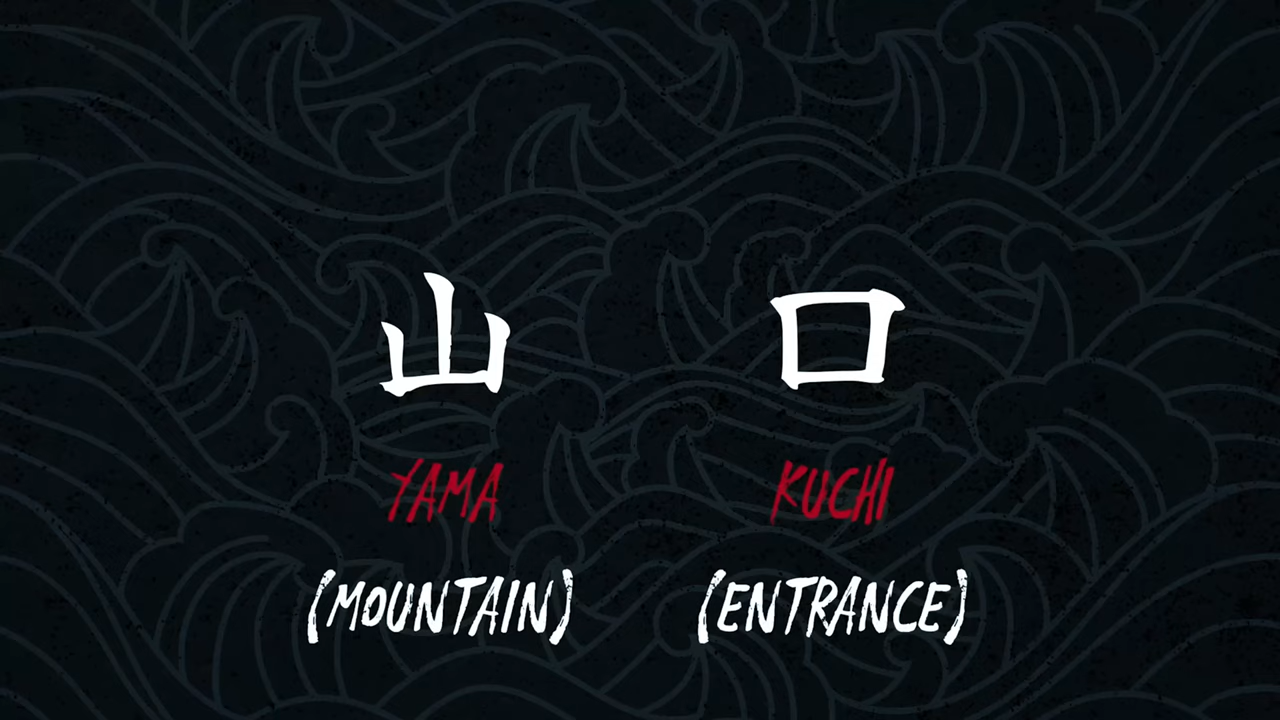 山 口
YAMA KUCHI
(MOUNTAIN) (ENTRANCE)